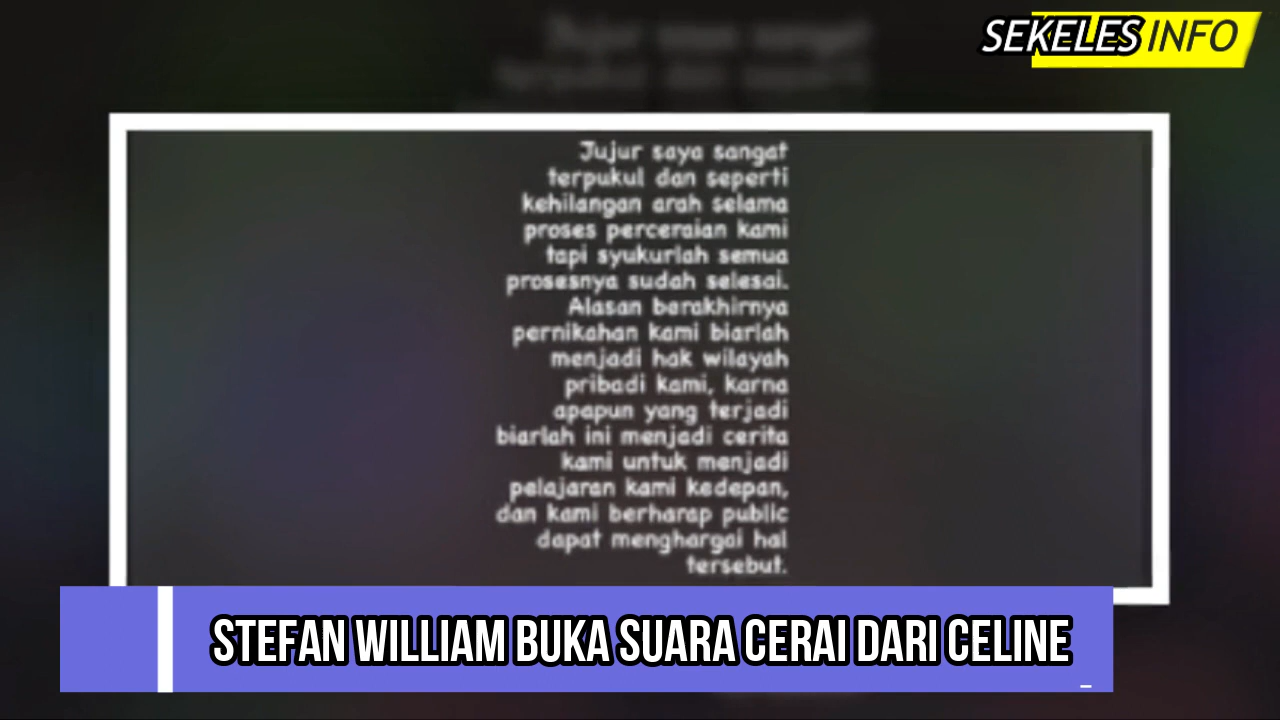 SEKELES INFO
Jujur saya sangat
terpukul dan seperti
kehilangan arah selama
proses perceraian kami
tapi syukurlah semua
prosesnya sudah selesai.
Alasan berakhirnya
pernikahan kami biarlah
menjadi hak wilayah
pribadi kami, karna
apapun yang terjadi
biarlah ini menjadi cerita
kami untuk menjadi
pelajaran kami kedepan,
dan kami berharap public
dapat menghargai hal
tersebut.
STEFAN WILLIAM BUKA SUARA CERAI DARI CELINE